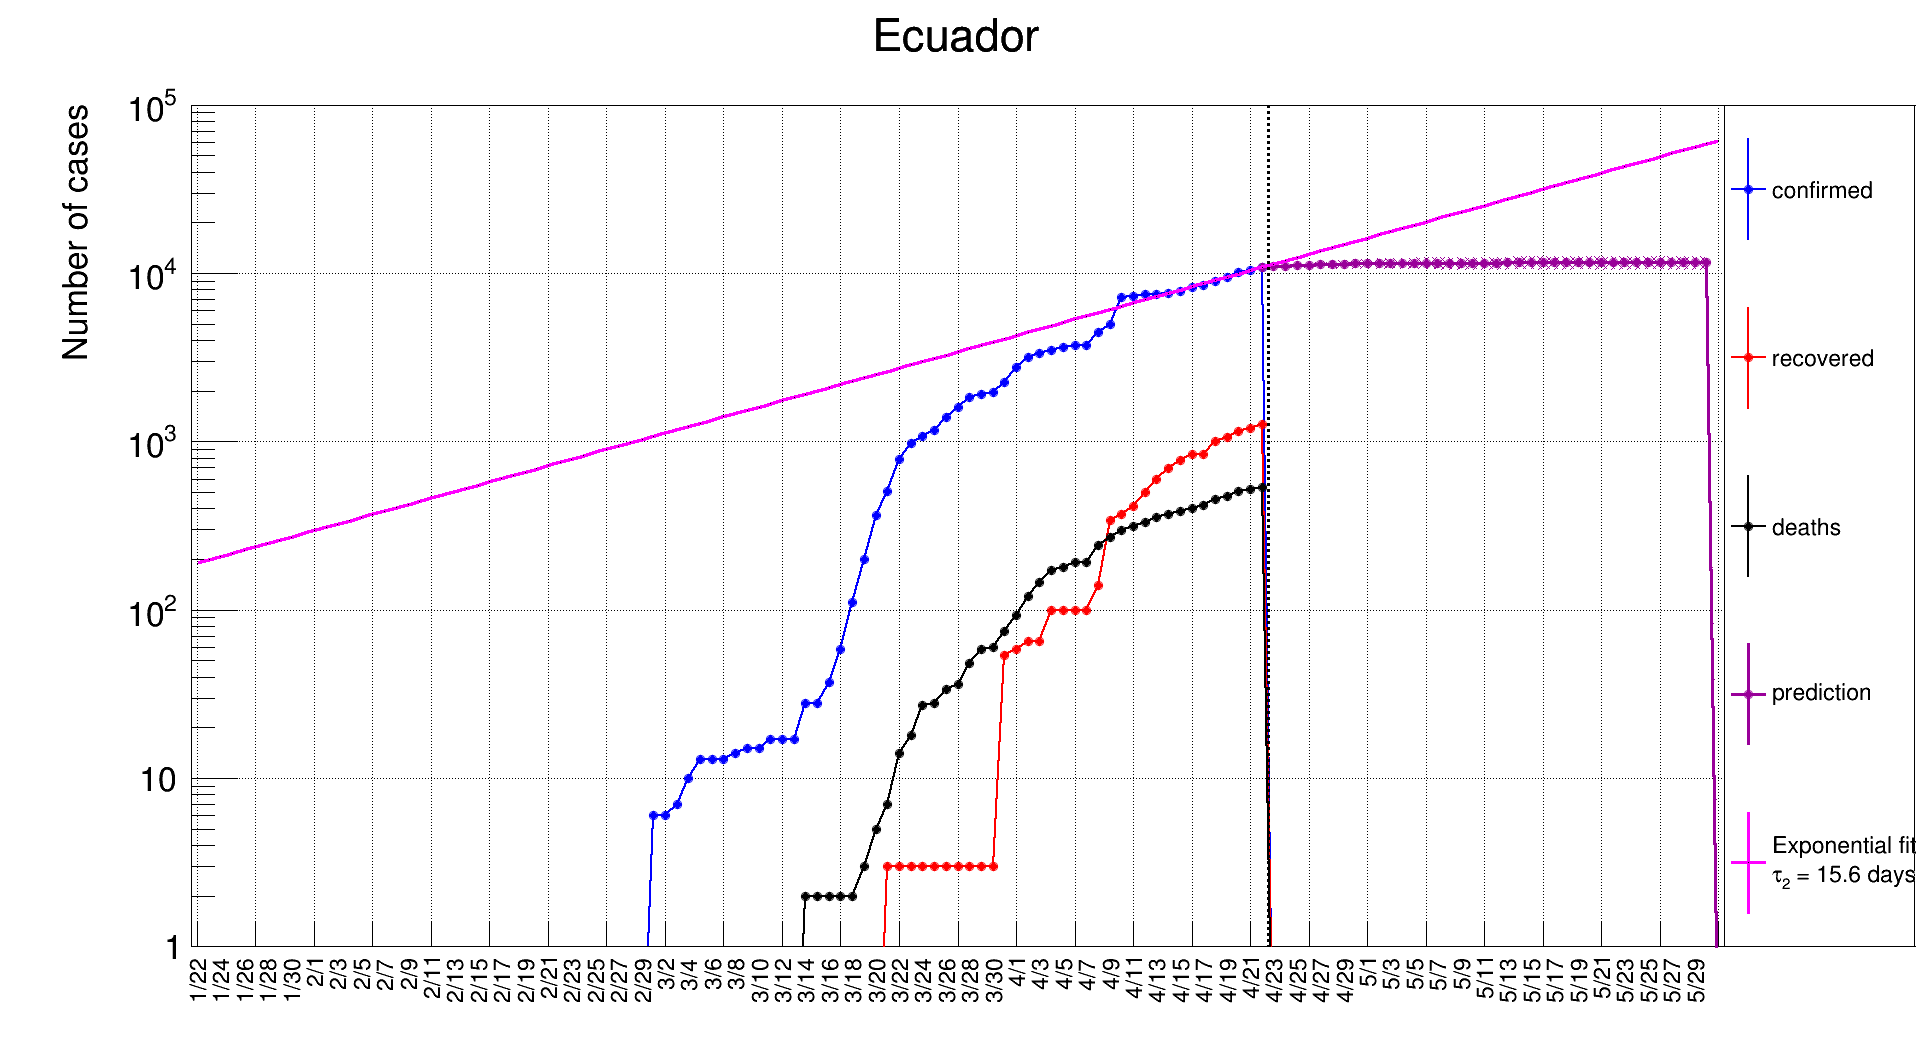 Ecuador
Number of cases
10^5
10^4
10^3
10^2
10
1
1/22 1/24 1/26 1/28 1/30 2/1 2/3 2/5 2/7 2/9 2/11 2/13 2/15 2/17 2/19 2/21 2/23 2/25 2/27 2/29 3/2 3/4 3/6 3/8 3/10 3/12 3/14 3/16 3/18 3/20 3/22 3/24 3/26 3/28 3/30 4/1 4/3 4/5 4/7 4/9 4/11 4/13 4/15 4/17 4/19 4/21 4/23 4/25 4/27 4/29 5/1 5/3 5/5 5/7 5/9 5/11 5/13 5/15 5/17 5/19 5/21 5/23 5/25 5/27 5/29
confirmed
recovered
deaths
prediction
Exponential fit
τ₂ = 15.6 days